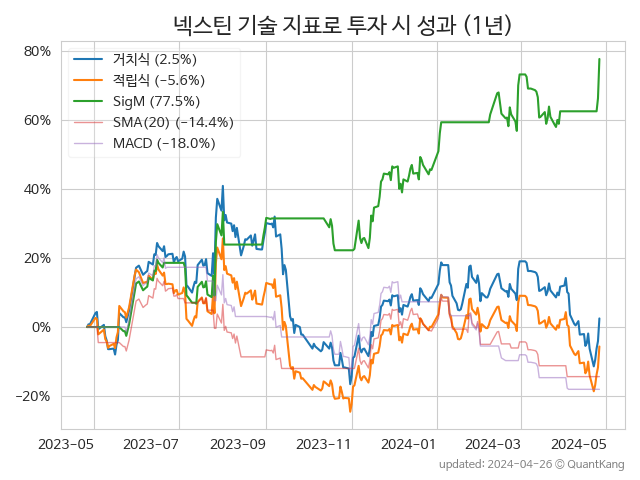 넥스틴 기술 지표로 투자 시 성과 (1년)
80%
60%
40%
20%
0%
−20%
거치식 (2.5%)
적립식 (−5.6%)
SigM (77.5%)
SMA(20) (−14.4%)
MACD (−18.0%)
2023-05 2023-07 2023-09 2023-11 2024-01 2024-03 2024-05
updated: 2024-04-26 © QuantKang